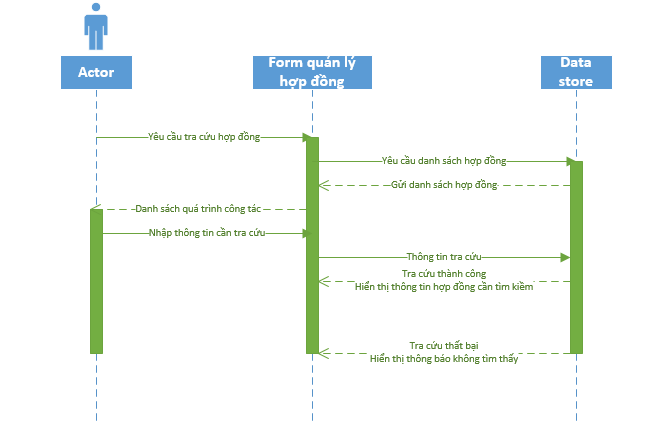 Actor
Form quản lý
hợp đồng
Data
store
Yêu cầu tra cứu hợp đồng
Yêu cầu danh sách hợp đồng
Gửi danh sách hợp đồng
Danh sách quá trình công tác
Nhập thông tin cần tra cứu
Thông tin tra cứu
Tra cứu thành công
Hiển thị thông tin hợp đồng cần tìm kiềm
Tra cứu thất bại
Hiển thị thông báo không tìm thấy